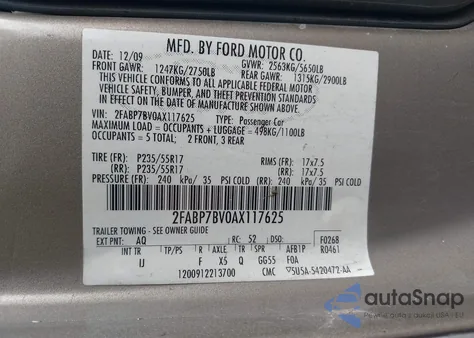 MFD. BY FORD MOTOR CO.
DATE: 12/09 GVWR: 2563KG/5650LB
FRONT GAWR: 1247KG/2750LB REAR GAWR: 1315KG/2900LB
THIS VEHICLE CONFORMS TO ALL APPLICABLE FEDERAL MOTOR
VEHICLE SAFETY, BUMPER, AND THEFT PREVENTION STANDARDS IN
EFFECT ON THE DATE OF MANUFACTURE SHOWN ABOVE.
VIN: 2FABP7BV0AX117625 TYPE: Passenger Car
MAXIMUM LOAD = OCCUPANTS + LUGGAGE = 498KG/1100LB
OCCUPANTS = 5 TOTAL; 2 FRONT, 3 REAR
TIRE (FR): P235/55R17 RIMS (FR): 17x7.5
(RR): P235/55R17 (RR): 17x7.5
PRESSURE (FR): 240 kPa/ 35 PSI COLD (RR): 240 kPa/ 35 PSI COLD
2FABP7BV0AX117625
TRAILER TOWING - SEE OWNER GUIDE
EXT PNT: AQ RC: 52 DSO: F0268
INT TR TP/PS R AXLE TR SPR AFB1P R0461
IJ F X5 Q GG55 F0A
1200912213700 CMC 5U5A-5420472-AA
autoSnap